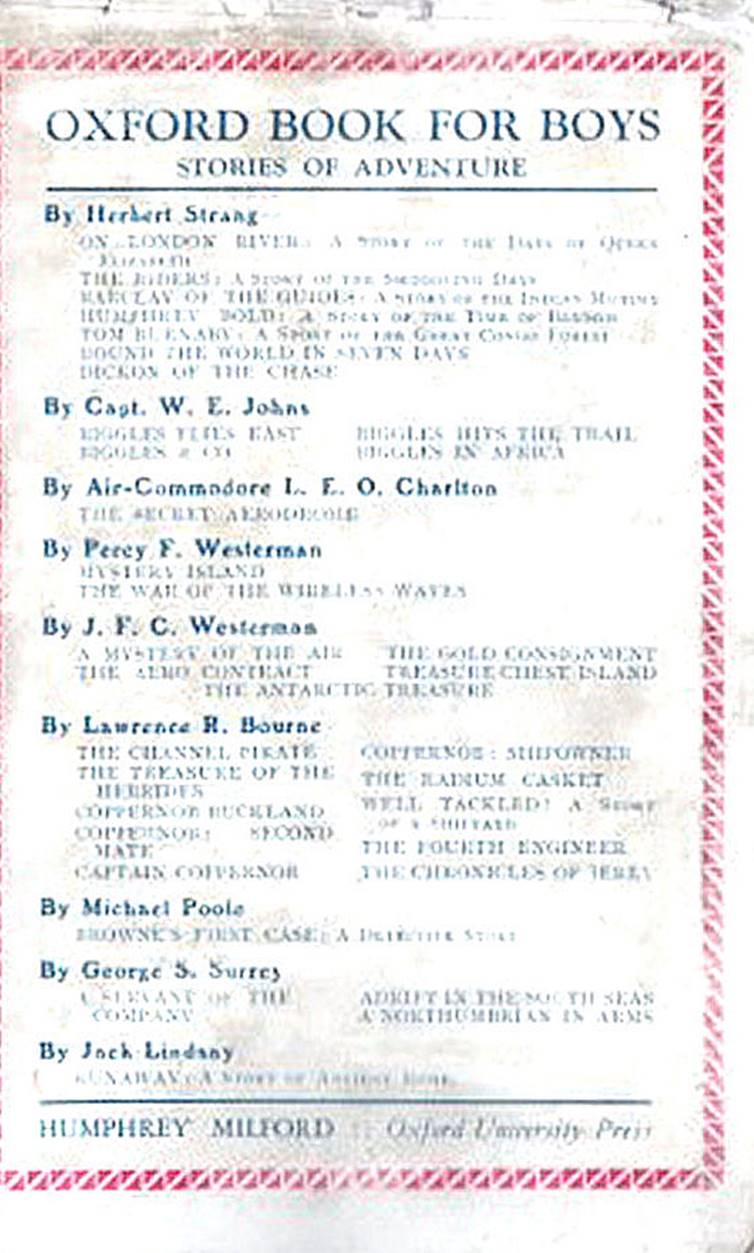 OXFORD BOOK FOR BOYS
STORIES OF ADVENTURE
By Herbert Strang
ON LONDON RIVER: A Story of the Days of Queen
Elizabeth
THE RIDERS: A Story of the Smuggling Days
BARCLAY OF THE GUIDES: A Story of the Indian Mutiny
HUMPHREY BOLD: A Story of the Time of Benbow
TOM BURNABY: A Story of the Great Congo Forest
ROUND THE WORLD IN SEVEN DAYS
DICKON OF THE CHASE
By Capt. W. E. Johns
BIGGLES FLIES EAST BIGGLES HITS THE TRAIL
BIGGLES & CO BIGGLES IN AFRICA
By Air-Commodore L. E. O. Charlton
THE SECRET AERODROME
By Percy F. Westerman
MYSTERY ISLAND
THE WAR OF THE WIRELESS WAVES
By J. F. C. Westerman
A MYSTERY OF THE AIR THE GOLD CONSIGNMENT
THE AERO CONTRACT TREASURE CHEST ISLAND
THE ANTARCTIC TREASURE
By Lawrence R. Bourne
THE CHANNEL PIRATE
THE TREASURE OF THE
HEBRIDES
COPPERNOB BUCKLAND
COPPERNOB: SECOND
MATE
CAPTAIN COPPERNOB
COPPERNOB: SHIPOWNER
THE RADIUM CASKET
WELL TACKLED! A Story
of a Shipyard
THE FOURTH ENGINEER
THE CHRONICLES OF JERRY
By Michael Poole
BROWNE'S FIRST CASE: A Detective Story
By George S. Surrey
A SERVANT OF THE
COMPANY
ADRIFT IN THE SOUTH SEAS
A NORTHUMBRIAN IN ARMS
By Jack Lindsay
RUNAWAY: A Story of Ancient Rome
HUMPHREY MILFORD :: Oxford University Press